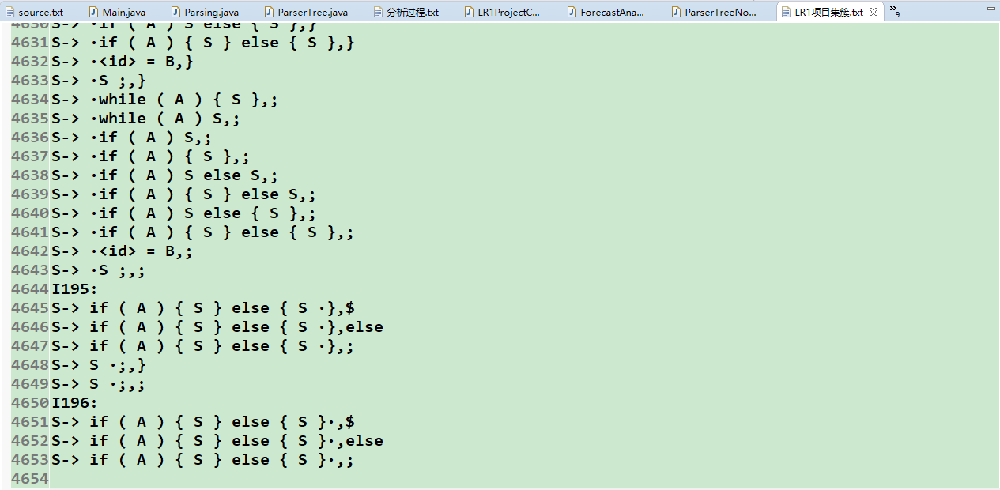 source.txt Main.java Parsing.java ParserTree.java 分析过程.txt LR1ProjectC... ForecastAna... ParserTreeNo... LR1项目集簇.txt »9
4630 S-> ·if ( A ) S else { S },}
4631 S-> ·if ( A ) { S } else { S },}
4632 S-> ·<id> = B,}
4633 S-> ·S ;,}
4634 S-> ·while ( A ) { S },;
4635 S-> ·while ( A ) S,;
4636 S-> ·if ( A ) S,;
4637 S-> ·if ( A ) { S },;
4638 S-> ·if ( A ) S else S,;
4639 S-> ·if ( A ) { S } else S,;
4640 S-> ·if ( A ) S else { S },;
4641 S-> ·if ( A ) { S } else { S },;
4642 S-> ·<id> = B,;
4643 S-> ·S ;,;
4644 I195:
4645 S-> if ( A ) { S } else { S ·},$
4646 S-> if ( A ) { S } else { S ·},else
4647 S-> if ( A ) { S } else { S ·},;
4648 S-> S ·;,}
4649 S-> S ·;,;
4650 I196:
4651 S-> if ( A ) { S } else { S }·,$
4652 S-> if ( A ) { S } else { S }·,else
4653 S-> if ( A ) { S } else { S }·,;
4654